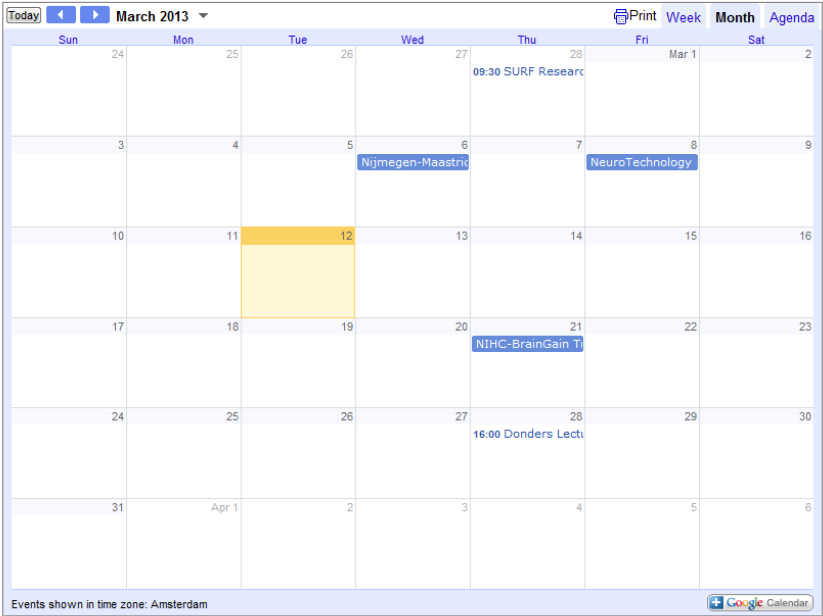 Today March 2013 Print Week Month Agenda
Sun Mon Tue Wed Thu Fri Sat
24 25 26 27 28 Mar 1 2
09:30 SURF Researc
3 4 5 6 7 8 9
Nijmegen-Maastric NeuroTechnology
10 11 12 13 14 15 16
17 18 19 20 21 22 23
NIHC-BrainGain T
24 25 26 27 28 29 30
16:00 Donders Lectu
31 Apr 1 2 3 4 5 6
Events shown in time zone: Amsterdam Google Calendar